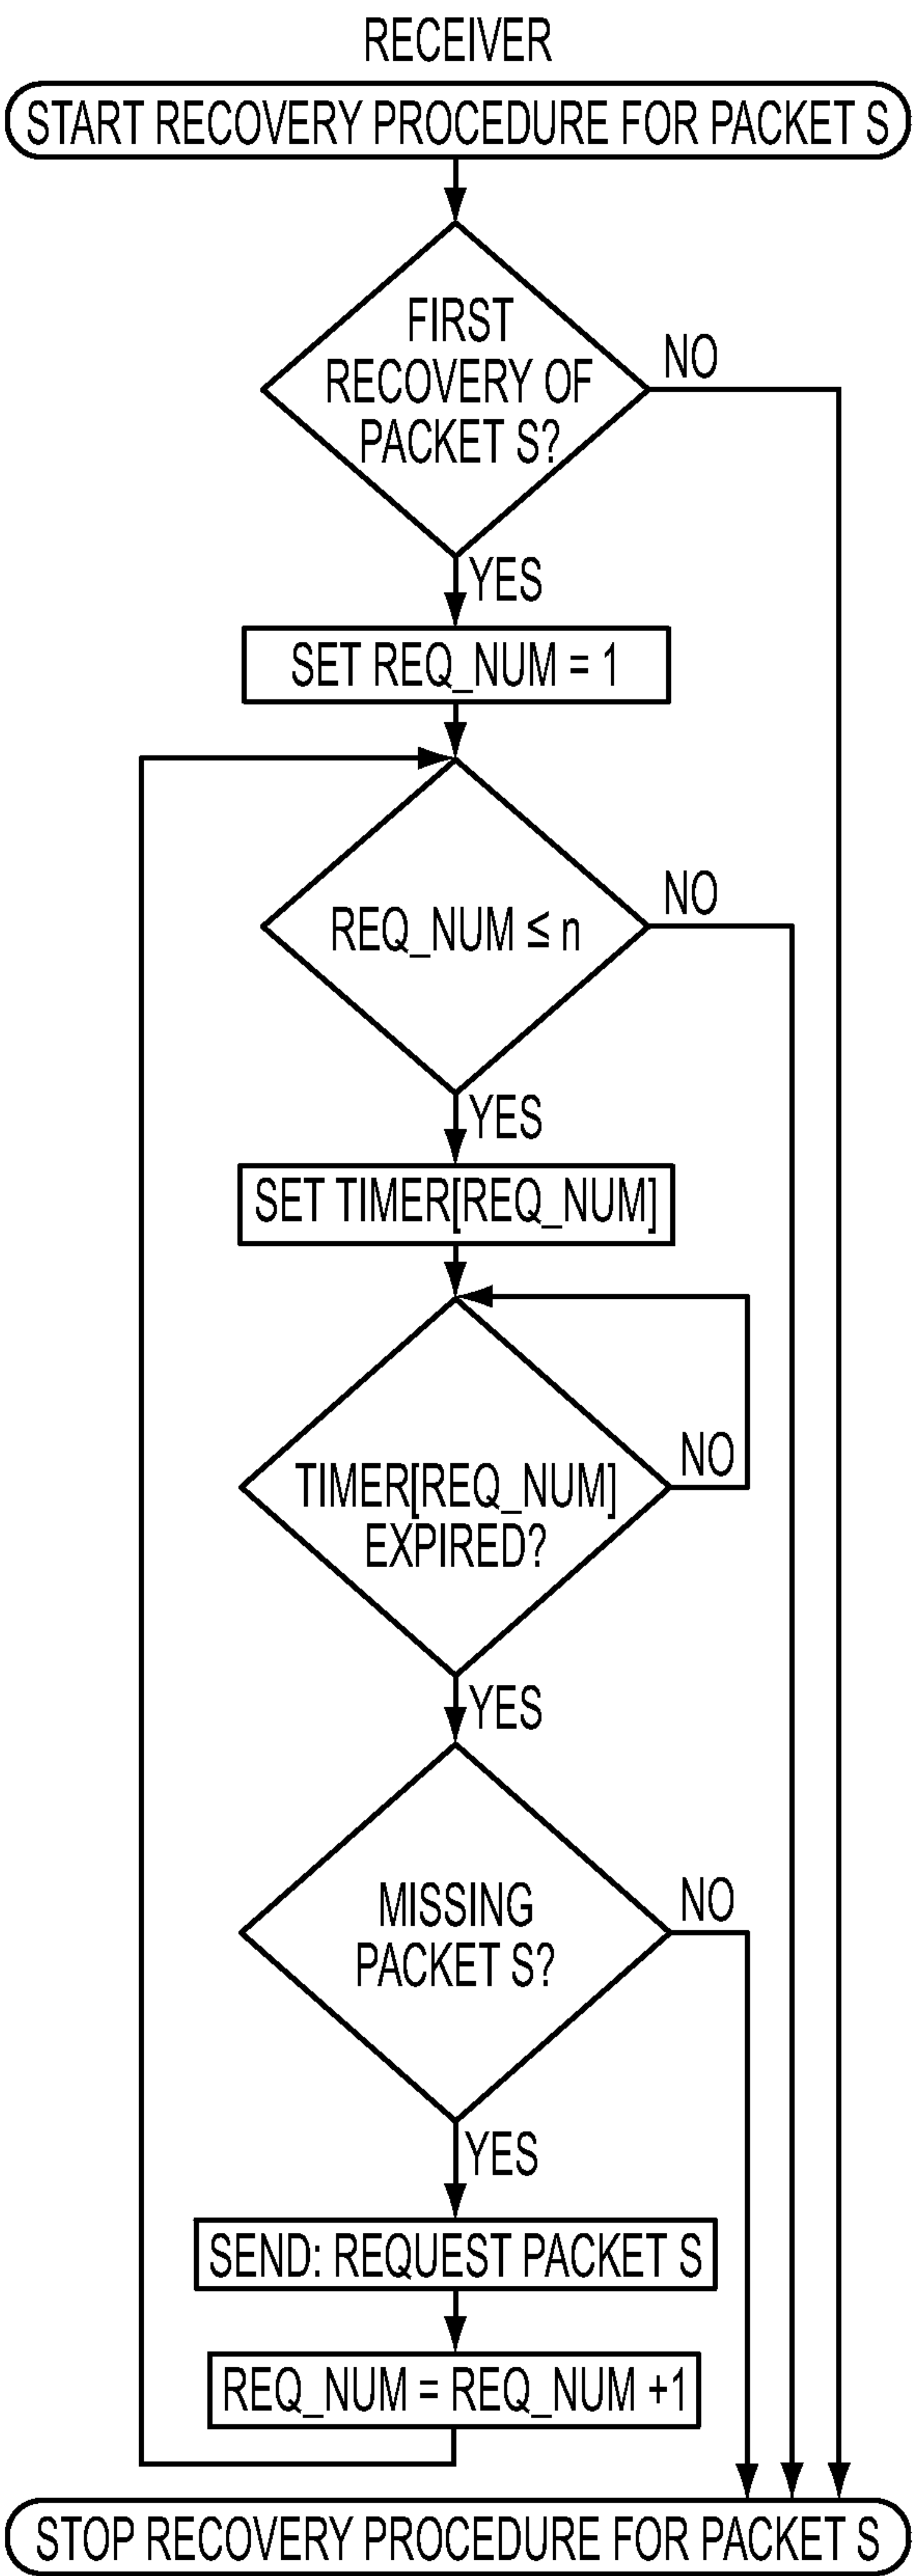 RECEIVER
START RECOVERY PROCEDURE FOR PACKET S
FIRST
RECOVERY OF
PACKET S?
NO
YES
SET REQ_NUM = 1
REQ_NUM ≤ n
NO
YES
SET TIMER[REQ_NUM]
TIMER[REQ_NUM]
EXPIRED?
NO
YES
MISSING
PACKET S?
NO
YES
SEND: REQUEST PACKET S
REQ_NUM = REQ_NUM +1
STOP RECOVERY PROCEDURE FOR PACKET S